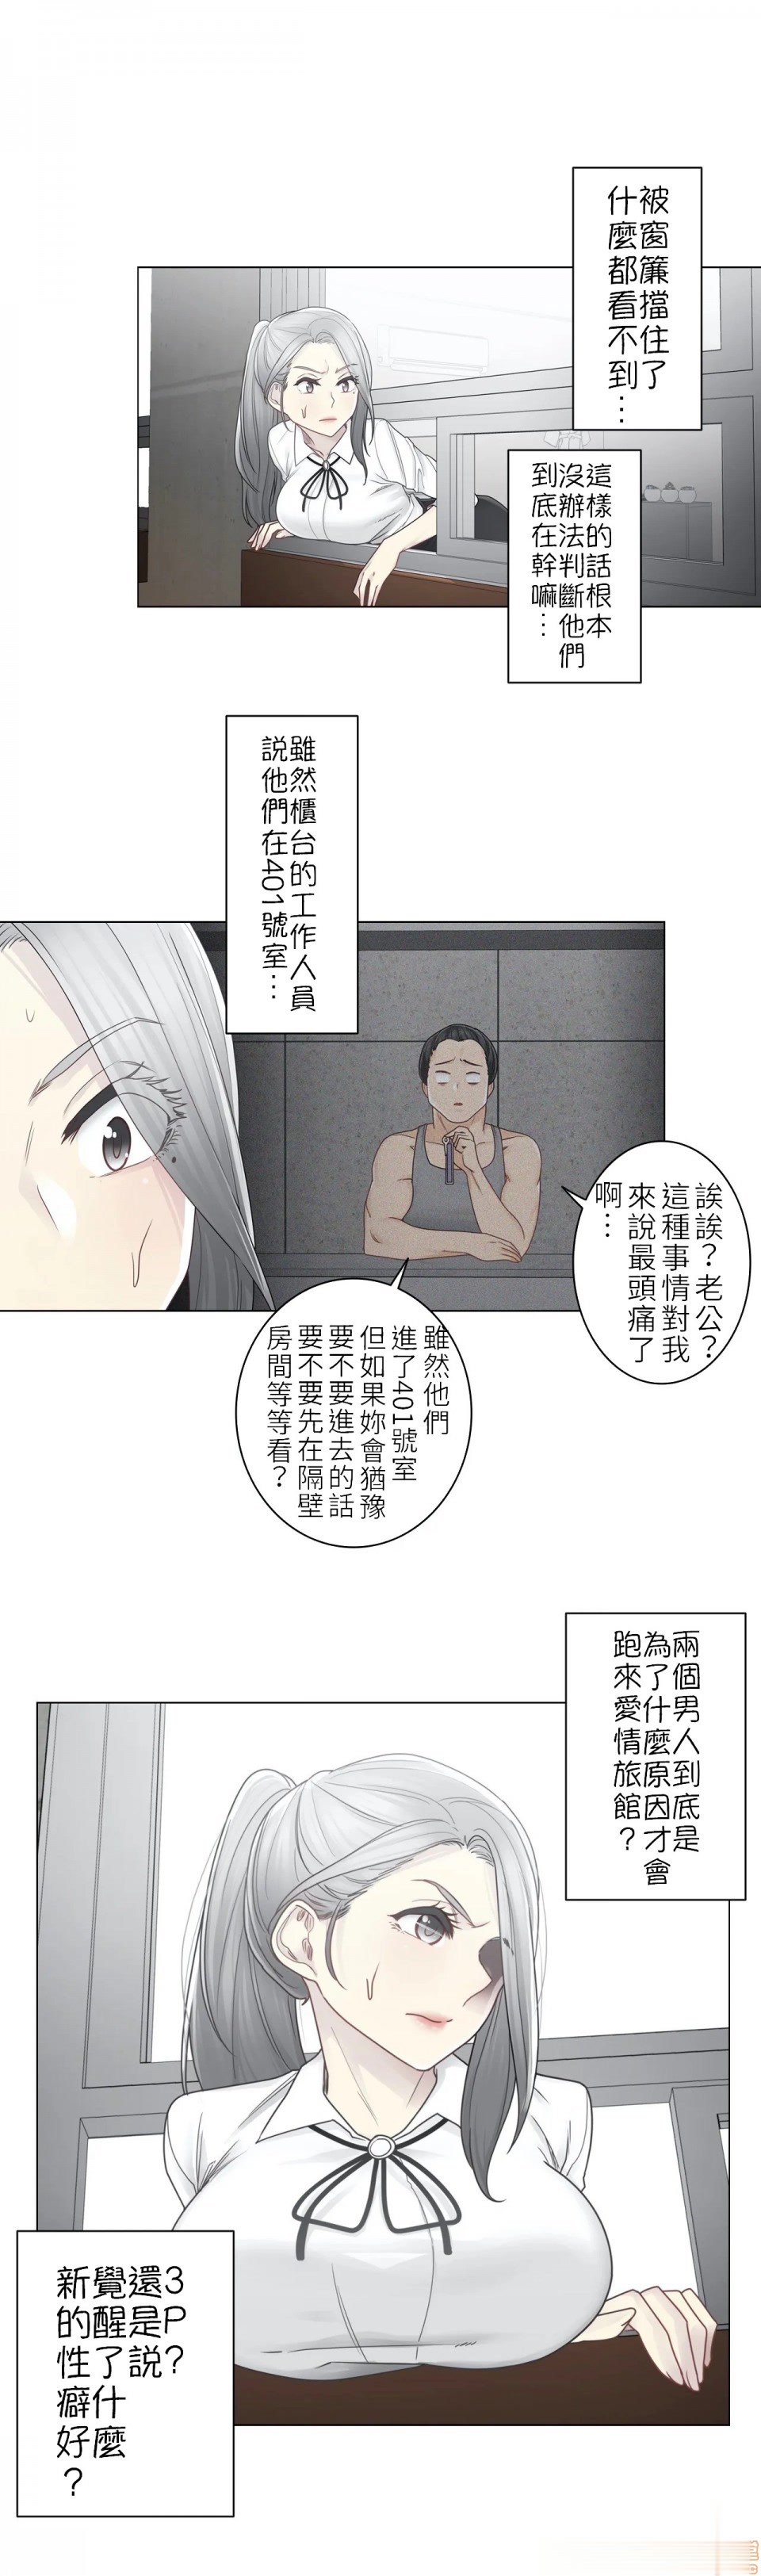 被窗簾擋住了
什麼都看不到…
這樣的話根本
沒辦法判斷他們
到底在幹嘛…
雖然櫃台的工作人員
說他們在401號室…
誒誒？老公？
這種事情對我
來說最頭痛了
啊…
雖然他們
進了401號室
但如果妳會猶豫
要不要進去的話
要不要先在隔壁
房間等等看？
兩個男人到底是
為了什麼原因才會
跑來愛情旅館？
3P？
還是說
覺醒了什麼
新的性癖好？